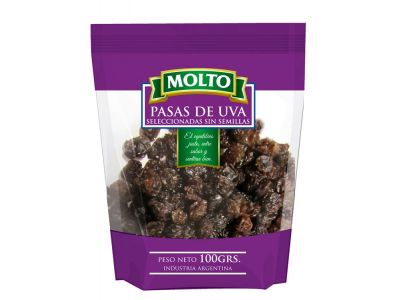 MOLTO
PASAS DE UVA
SELECCIONADAS SIN SEMILLAS
El equilibrio
justo, entre
sabor y
sentirse bien.
PESO NETO 100GRS.
INDUSTRIA ARGENTINA